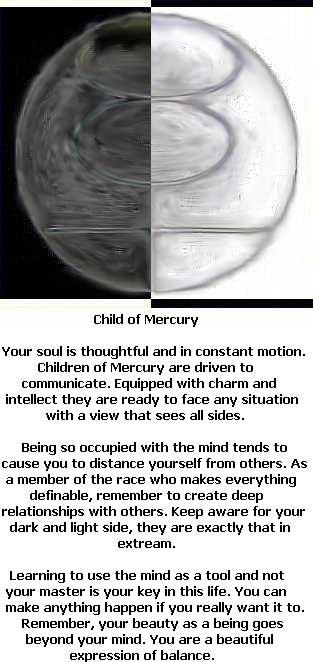 Child of Mercury
Your soul is thoughtful and in constant motion.
Children of Mercury are driven to
communicate. Equipped with charm and
intellect they are ready to face any situation
with a view that sees all sides.
Being so occupied with the mind tends to
cause you to distance yourself from others. As
a member of the race who makes everything
definable, remember to create deep
relationships with others. Keep aware for your
dark and light side, they are exactly that in
extream.
Learning to use the mind as a tool and not
your master is your key in this life. You can
make anything happen if you really want it to.
Remember, your beauty as a being goes
beyond your mind. You are a beautiful
expression of balance.